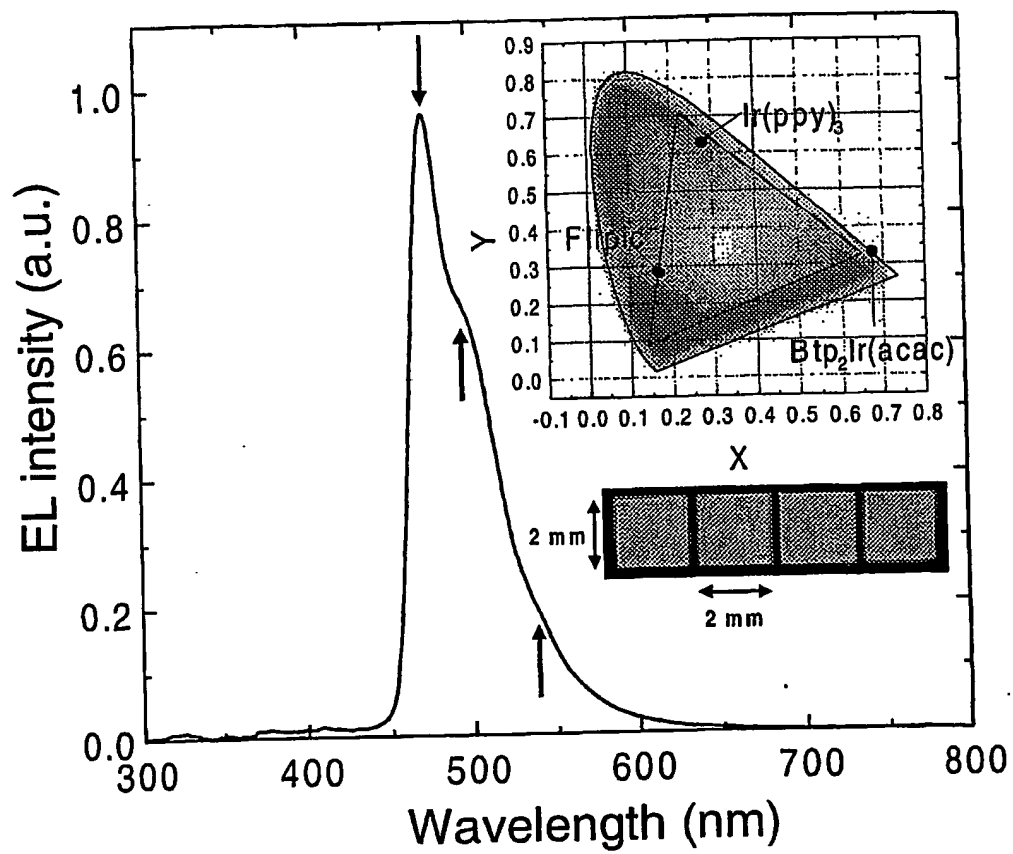 EL intensity (a.u.)
1.0
0.8
0.6
0.4
0.2
0.0
300
400
500
600
700
800
Wavelength (nm)
Y
0.9
0.8
0.7
0.6
0.5
0.4
0.3
0.2
0.1
0.0
-0.1 0.0 0.1 0.2 0.3 0.4 0.5 0.6 0.7 0.8
X
Ir(ppy)₃
FIrpic
Btp₂Ir(acac)
2 mm
2 mm